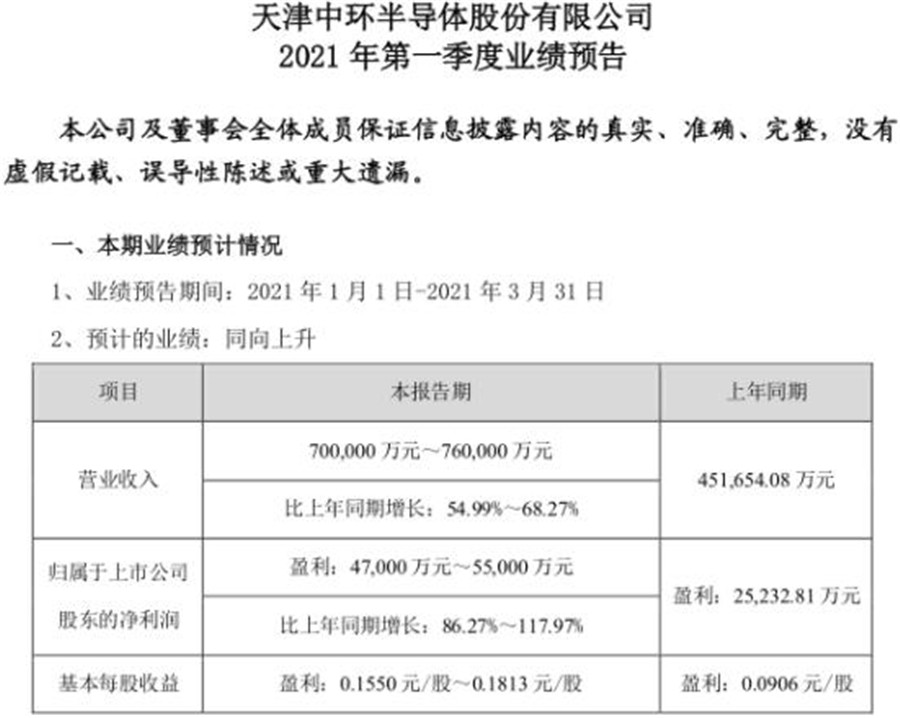 天津中环半导体股份有限公司
2021 年第一季度业绩预告
本公司及董事会全体成员保证信息披露内容的真实、准确、完整，没有
虚假记载、误导性陈述或重大遗漏。
一、本期业绩预计情况
1、业绩预告期间：2021 年 1 月 1 日-2021 年 3 月 31 日
2、预计的业绩：同向上升
项目 本报告期 上年同期
营业收入
700,000 万元～760,000 万元
比上年同期增长：54.99%～68.27%
451,654.08 万元
归属于上市公司
股东的净利润
盈利：47,000 万元～55,000 万元
比上年同期增长：86.27%～117.97%
盈利：25,232.81 万元
基本每股收益 盈利：0.1550 元/股～0.1813 元/股 盈利：0.0906 元/股